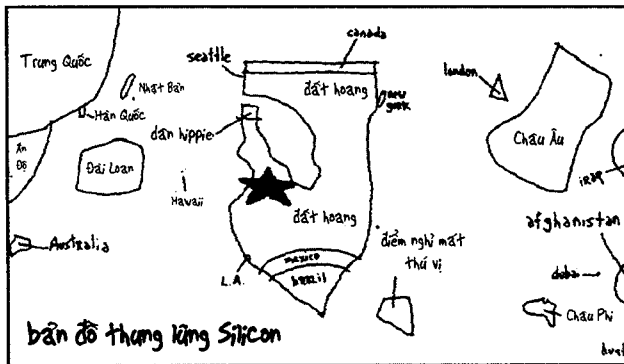 canada
seattle
đất hoang
new
york
london
Trung Quốc
Nhật Bản
Hàn Quốc
dân hippie
Châu Âu
Ấn
Độ
Đài Loan
Hawaii
iraq
đất hoang
afghanistan
Australia
điểm nghỉ mát
thú vị
mexico
brazil
L.A.
dubai
Châu Phi
bản đồ thung lũng Silicon